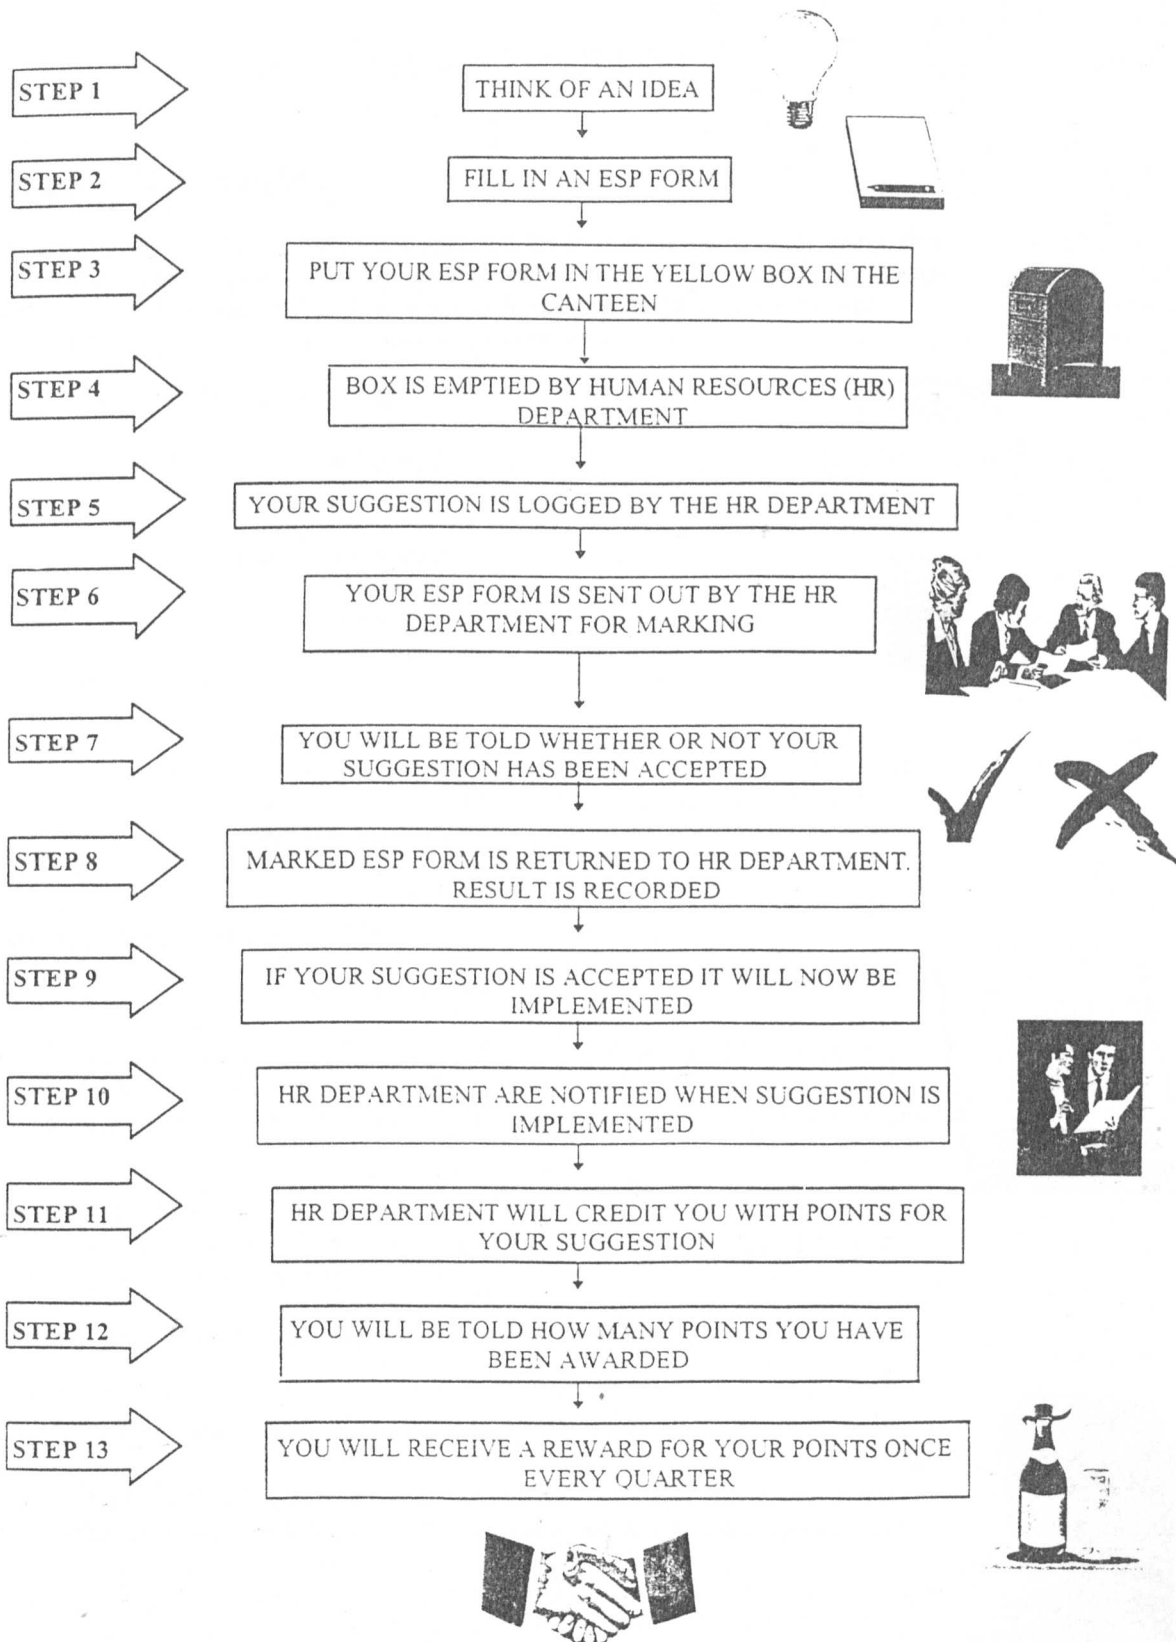 STEP 1
THINK OF AN IDEA
STEP 2
FILL IN AN ESP FORM
STEP 3
PUT YOUR ESP FORM IN THE YELLOW BOX IN THE
CANTEEN
STEP 4
BOX IS EMPTIED BY HUMAN RESOURCES (HR)
DEPARTMENT
STEP 5
YOUR SUGGESTION IS LOGGED BY THE HR DEPARTMENT
STEP 6
YOUR ESP FORM IS SENT OUT BY THE HR
DEPARTMENT FOR MARKING
STEP 7
YOU WILL BE TOLD WHETHER OR NOT YOUR
SUGGESTION HAS BEEN ACCEPTED
STEP 8
MARKED ESP FORM IS RETURNED TO HR DEPARTMENT.
RESULT IS RECORDED
STEP 9
IF YOUR SUGGESTION IS ACCEPTED IT WILL NOW BE
IMPLEMENTED
STEP 10
HR DEPARTMENT ARE NOTIFIED WHEN SUGGESTION IS
IMPLEMENTED
STEP 11
HR DEPARTMENT WILL CREDIT YOU WITH POINTS FOR
YOUR SUGGESTION
STEP 12
YOU WILL BE TOLD HOW MANY POINTS YOU HAVE
BEEN AWARDED
STEP 13
YOU WILL RECEIVE A REWARD FOR YOUR POINTS ONCE
EVERY QUARTER